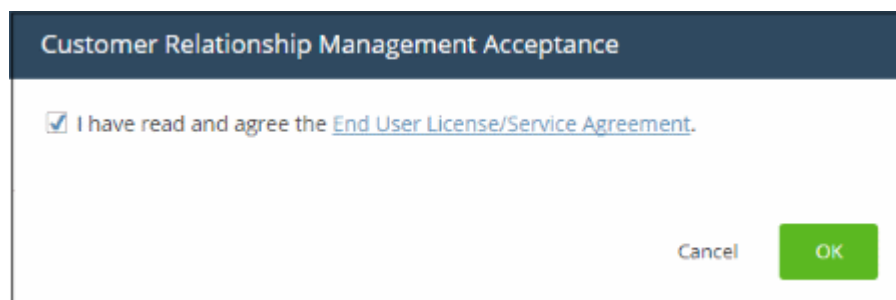 Customer Relationship Management Acceptance
I have read and agree the End User License/Service Agreement.
Cancel OK